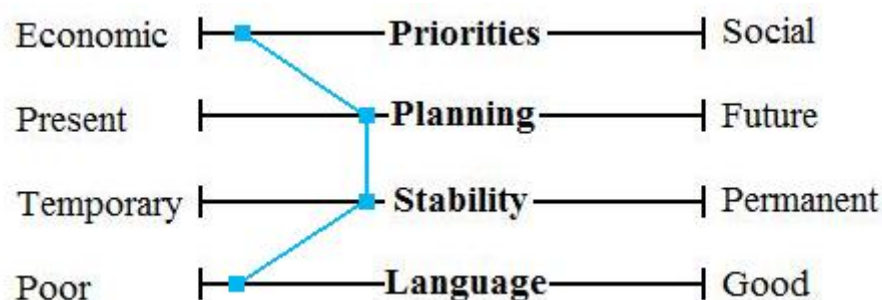 Economic Priorities Social
Present Planning Future
Temporary Stability Permanent
Poor Language Good